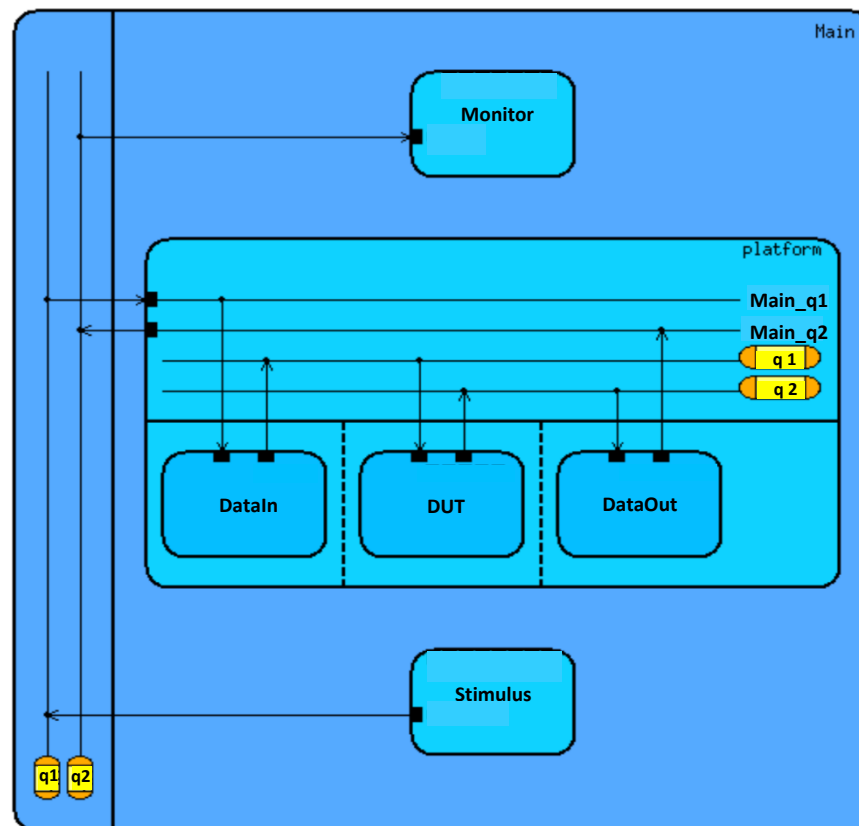 Main
Monitor
platform
Main_q1
Main_q2
q 1
q 2
DataIn
DUT
DataOut
Stimulus
q1
q2